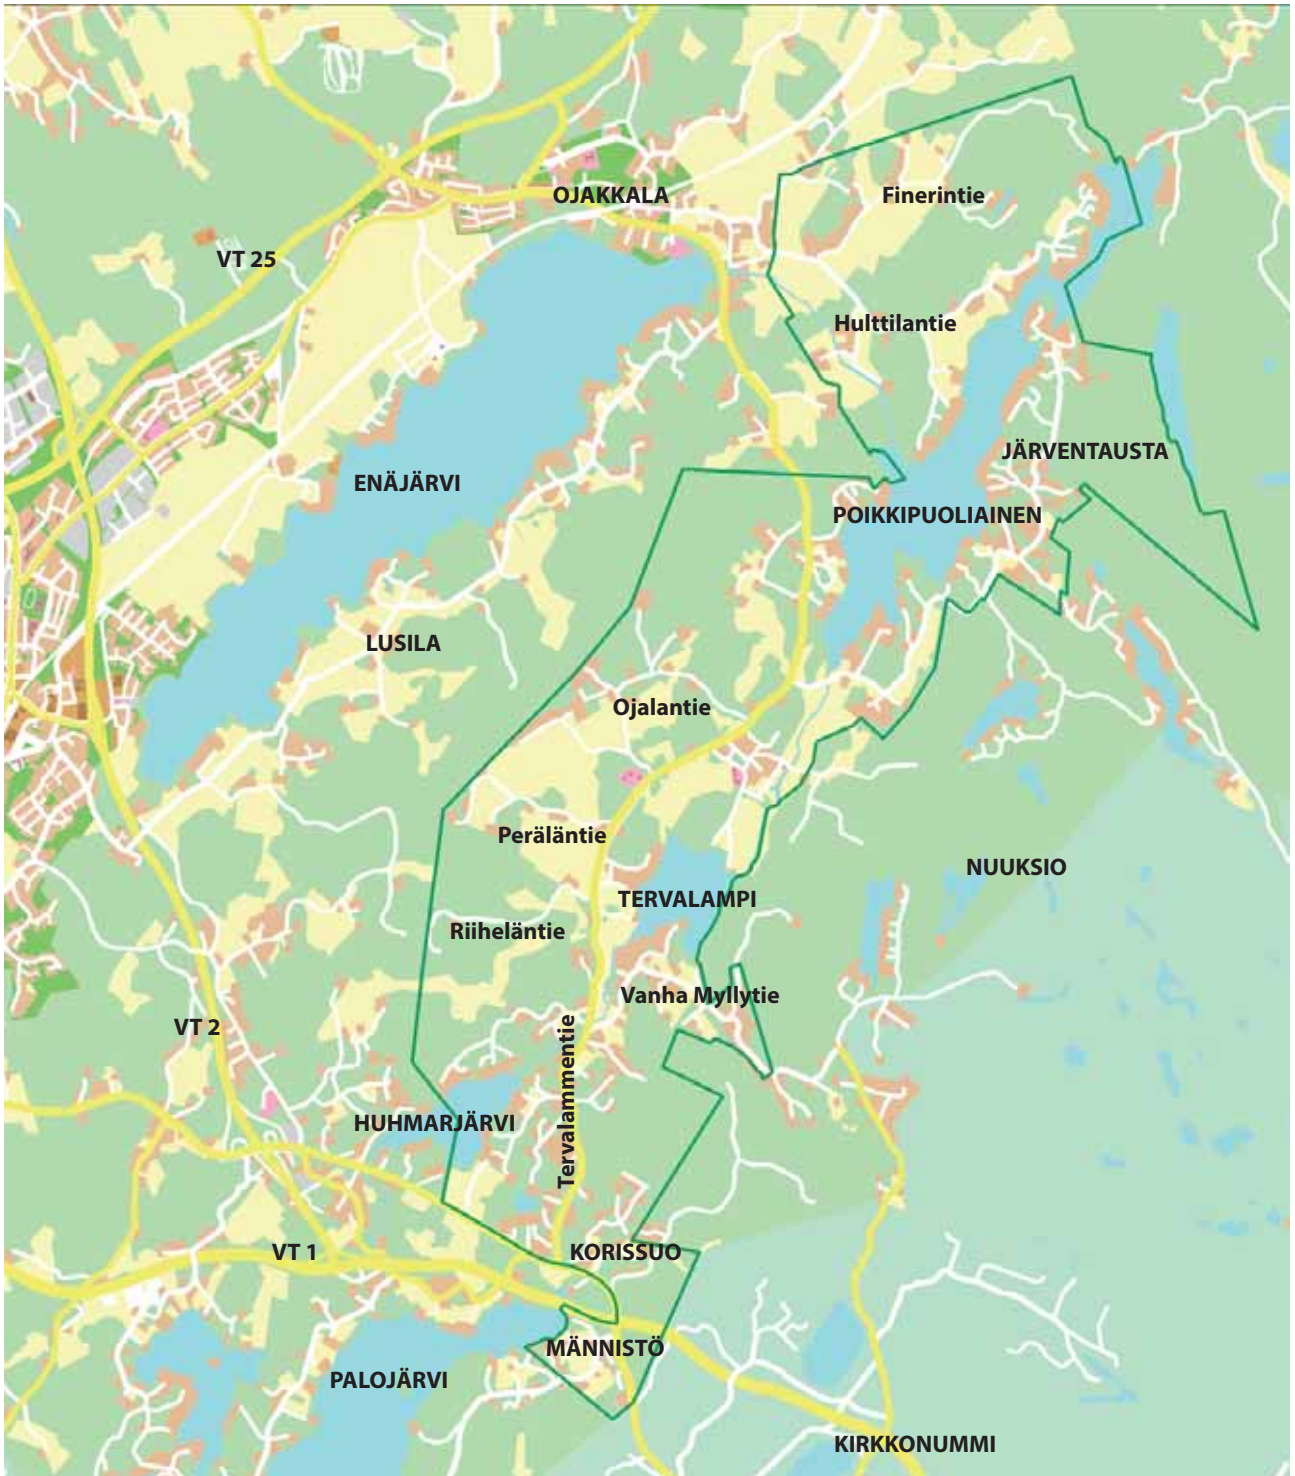 OJAKKALA
Finerintie
VT 25
Hulttilantie
JÄRVENTAUSTA
ENÄJÄRVI
POIKKIPUOLIAINEN
LUSILA
Ojalantie
Peräläntie
NUUKSIO
TERVALAMPI
Riiheläntie
Vanha Myllytie
VT 2
Tervalammentie
HUHMARJÄRVI
VT 1
KORISSUO
MÄNNISTÖ
PALOJÄRVI
KIRKKONUMMI